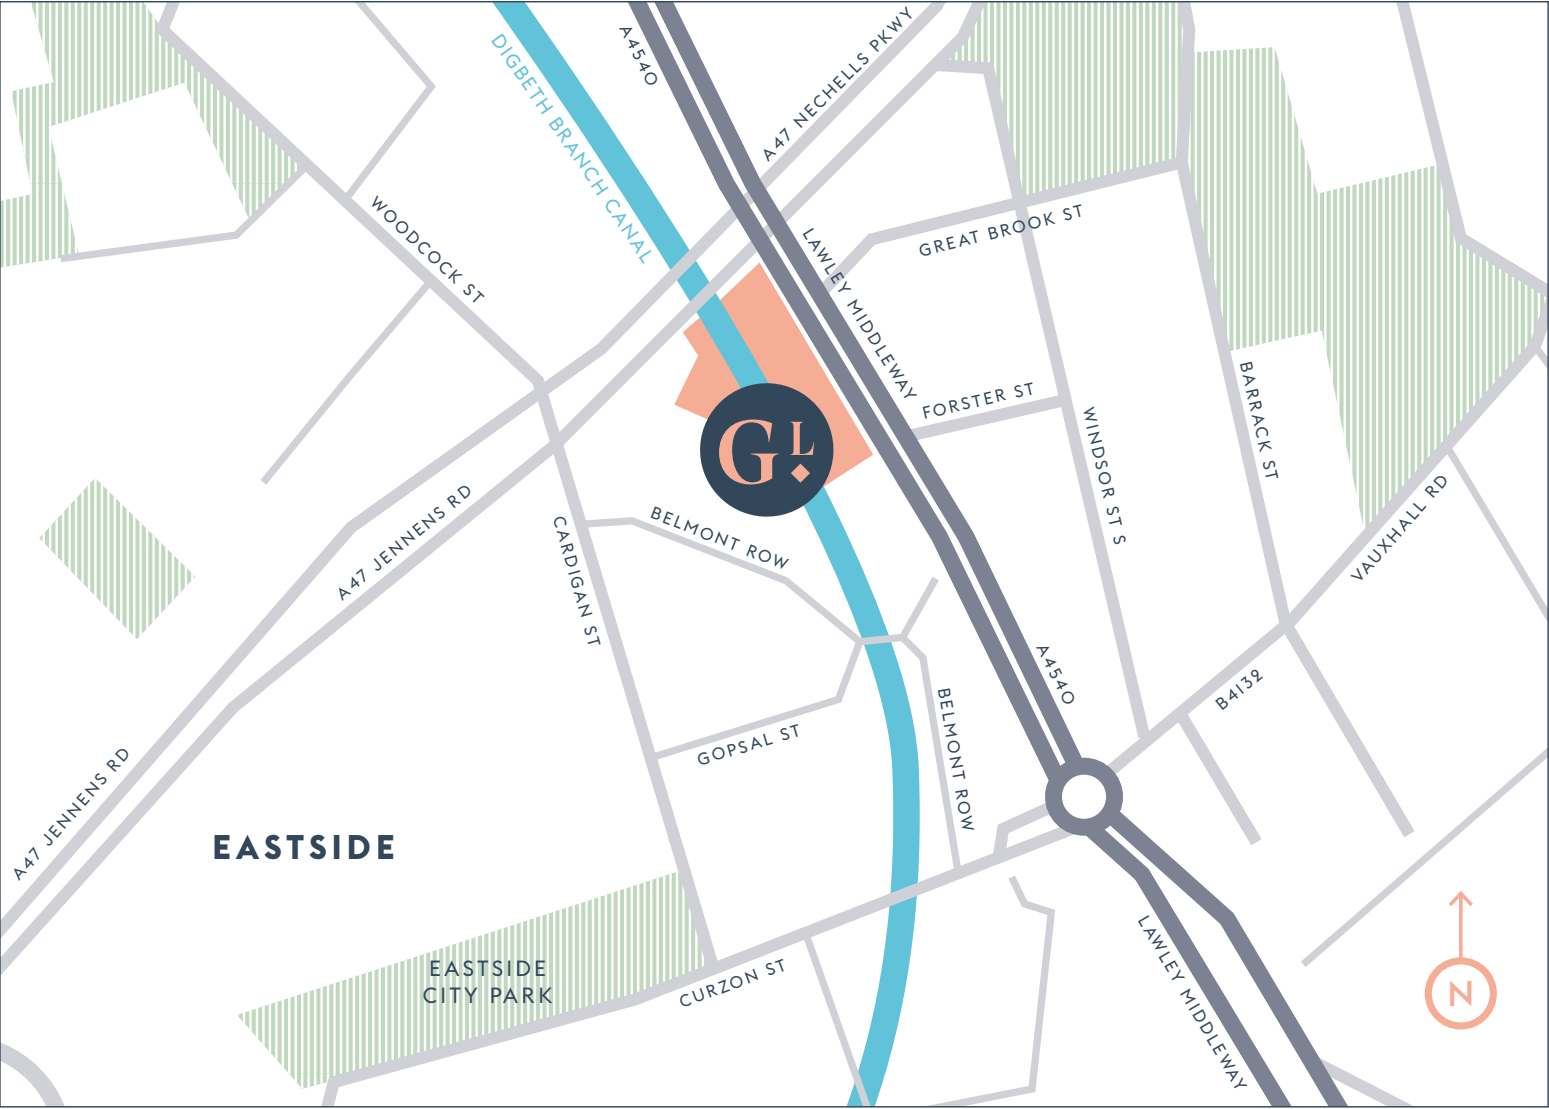 A4540
A47 NECHELLS PKWY
DIGBETH BRANCH CANAL
WOODCOCK ST
GREAT BROOK ST
LAWLEY MIDDLEWAY
FORSTER ST
BARRACK ST
WINDSOR ST S
GL
VAUXHALL RD
A47 JENNENS RD
BELMONT ROW
CARDIGAN ST
A4540
B4132
BELMONT ROW
GOPSAL ST
A47 JENNENS RD
EASTSIDE
EASTSIDE
CITY PARK
CURZON ST
LAWLEY MIDDLEWAY
N